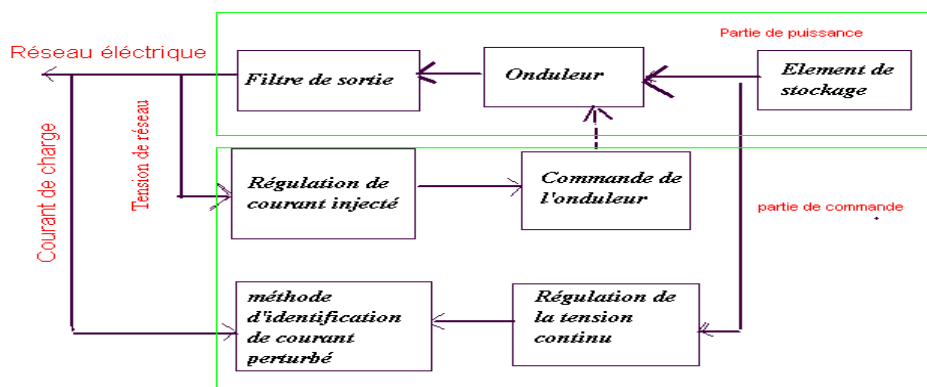 Réseau éléctrique
Partie de puissance
Filtre de sortie
Onduleur
Element de
stockage
Courant de charge
Tension de réseau
Régulation de
courant injecté
Commande de
l'onduleur
partie de commande
méthode
d'identification
de courant
perturbé
Régulation de
la tension
continu